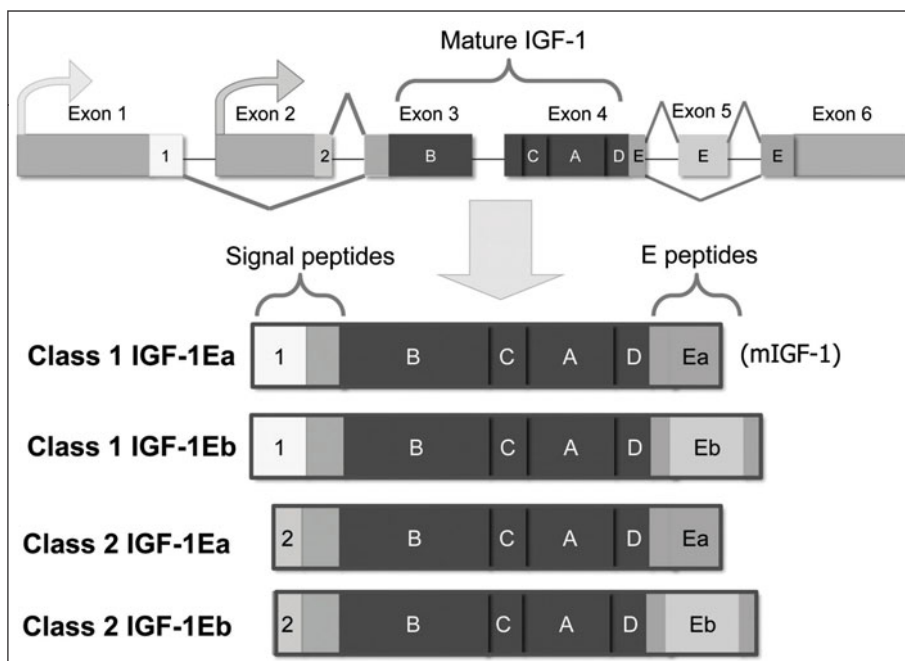 Mature IGF-1
Exon 1 Exon 2 Exon 3 Exon 4 Exon 5 Exon 6
1 2 B C A D E E E
Signal peptides E peptides
Class 1 IGF-1Ea 1 B C A D Ea (mIGF-1)
Class 1 IGF-1Eb 1 B C A D Eb
Class 2 IGF-1Ea 2 B C A D Ea
Class 2 IGF-1Eb 2 B C A D Eb